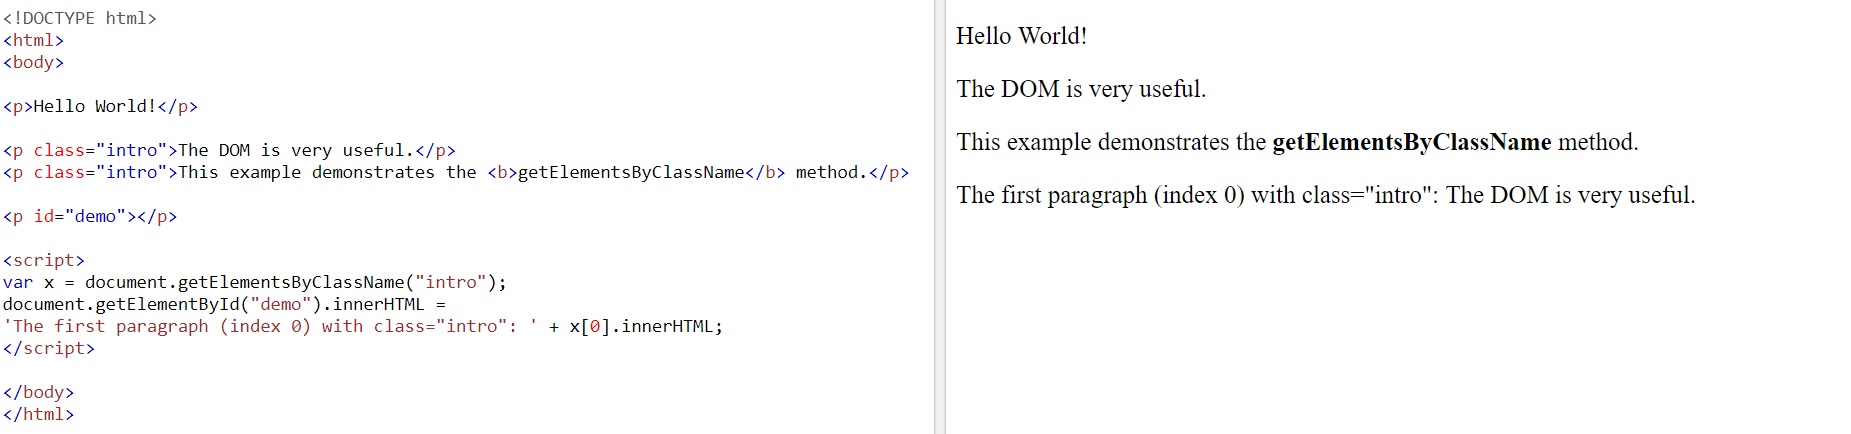 <!DOCTYPE html>
<html>
<body>
<p>Hello World!</p>
<p class="intro">The DOM is very useful.</p>
<p class="intro">This example demonstrates the <b>getElementsByClassName</b> method.</p>
<p id="demo"></p>
<script>
var x = document.getElementsByClassName("intro");
document.getElementById("demo").innerHTML =
'The first paragraph (index 0) with class="intro": ' + x[0].innerHTML;
</script>
</body>
</html>
Hello World!
The DOM is very useful.
This example demonstrates the getElementsByClassName method.
The first paragraph (index 0) with class="intro": The DOM is very useful.